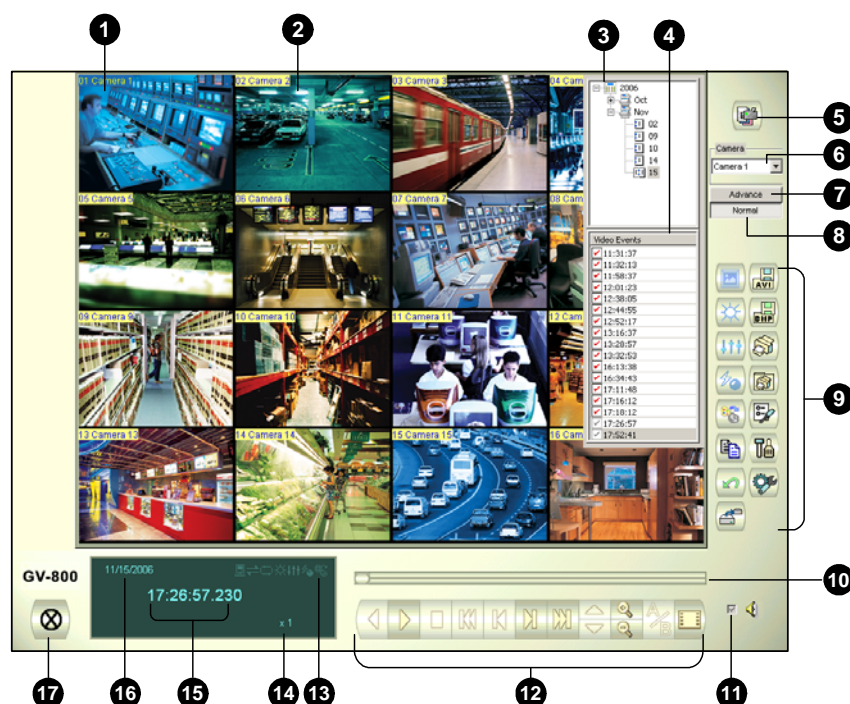 1
2
3
4
01 Camera 1
02 Camera 2
03 Camera 3
04 Cam
2006
Oct
Nov
02
09
10
14
15
5
Camera
6
Camera 1
7
Advance
8
Normal
05 Camera 5
06 Camera 6
07 Camera 7
08 Cam
Video Events
11:31:37
11:32:13
11:58:37
12:01:23
12:38:05
12:44:55
12:52:17
13:16:37
13:28:57
13:32:53
16:13:38
16:34:43
17:11:48
17:16:12
17:18:12
17:26:57
17:52:41
AVI
BMP
9
09 Camera 9
10 Camera 10
11 Camera 11
12 Cam
13 Camera 13
14 Camera 14
15 Camera 15
16 Cam
GV-800
11/15/2006
17:26:57.230
x 1
A/B
10
11
17
16
15
14
13
12